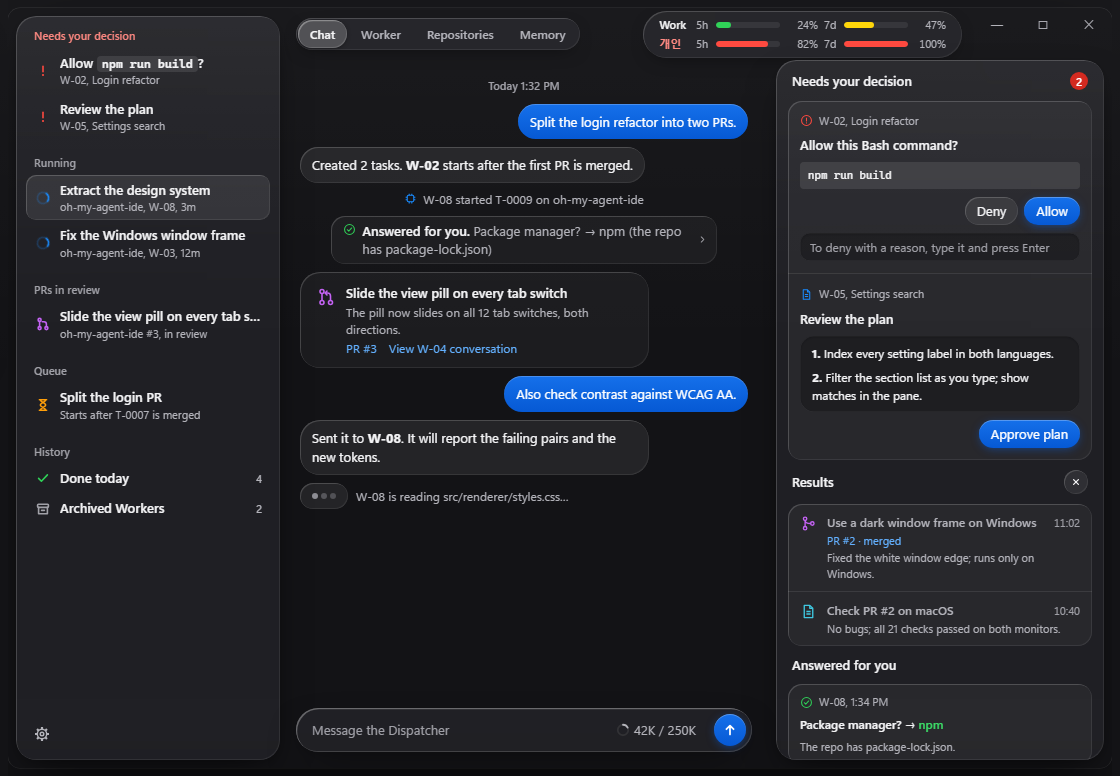 Needs your decision
Allow npm run build ?
W-02, Login refactor
Review the plan
W-05, Settings search
Running
Extract the design system
oh-my-agent-ide, W-08, 3m
Fix the Windows window frame
oh-my-agent-ide, W-03, 12m
PRs in review
Slide the view pill on every tab s...
oh-my-agent-ide #3, in review
Queue
Split the login PR
Starts after T-0007 is merged
History
Done today 4
Archived Workers 2
Chat Worker Repositories Memory
Work 5h 24% 7d 47%
개인 5h 82% 7d 100%
Today 1:32 PM
Split the login refactor into two PRs.
Created 2 tasks. W-02 starts after the first PR is merged.
W-08 started T-0009 on oh-my-agent-ide
Answered for you. Package manager? → npm (the repo
has package-lock.json)
Slide the view pill on every tab switch
The pill now slides on all 12 tab switches, both
directions.
PR #3 View W-04 conversation
Also check contrast against WCAG AA.
Sent it to W-08. It will report the failing pairs and the
new tokens.
W-08 is reading src/renderer/styles.css...
Message the Dispatcher 42K / 250K
Needs your decision 2
W-02, Login refactor
Allow this Bash command?
npm run build
Deny Allow
To deny with a reason, type it and press Enter
W-05, Settings search
Review the plan
1. Index every setting label in both languages.
2. Filter the section list as you type; show
matches in the pane.
Approve plan
Results
Use a dark window frame on Windows 11:02
PR #2 · merged
Fixed the white window edge; runs only on
Windows.
Check PR #2 on macOS 10:40
No bugs; all 21 checks passed on both monitors.
Answered for you
W-08, 1:34 PM
Package manager? → npm
The repo has package-lock.json.